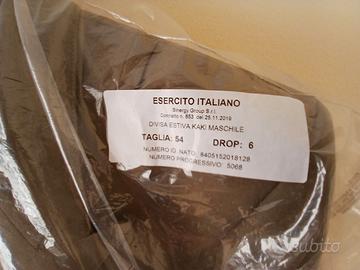 ESERCITO ITALIANO
Sinergy Group S.r.l.
Contratto n. 853 del 25.11.2019
DIVISA ESTIVA KAKI MASCHILE
TAGLIA: 54 DROP: 6
NUMERO ID. NATO: 8405152018128
NUMERO PROGRESSIVO: 5068
subito